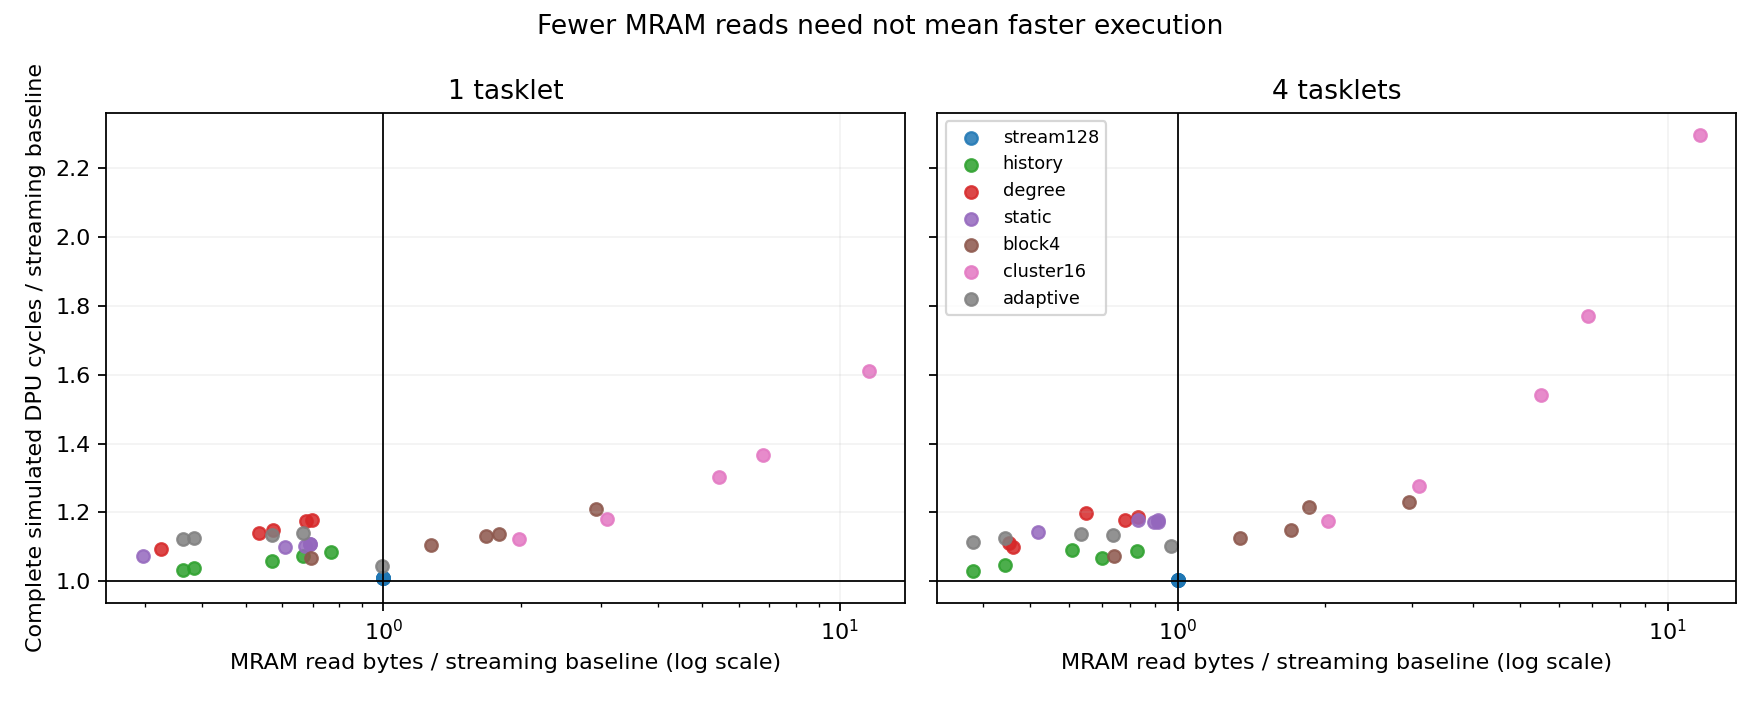 Fewer MRAM reads need not mean faster execution
1 tasklet
4 tasklets
Complete simulated DPU cycles / streaming baseline
2.2
2.0
1.8
1.6
1.4
1.2
1.0
10⁰
10¹
MRAM read bytes / streaming baseline (log scale)
stream128
history
degree
static
block4
cluster16
adaptive
10⁰
10¹
MRAM read bytes / streaming baseline (log scale)